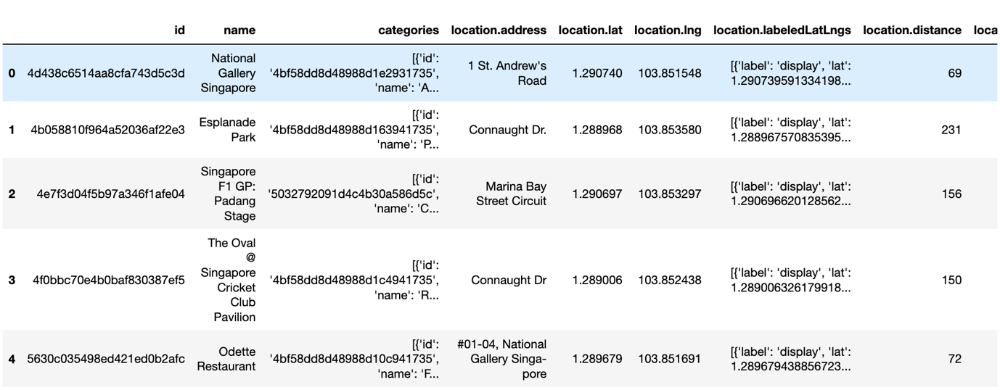 id name categories location.address location.lat location.lng location.labeledLatLngs location.distance loca
0 4d438c6514aa8cfa743d5c3d National Gallery Singapore [{'id': '4bf58dd8d48988d1e2931735', 'name': 'A... 1 St. Andrew's Road 1.290740 103.851548 [{'label': 'display', 'lat': 1.290739591334198... 69
1 4b058810f964a52036af22e3 Esplanade Park [{'id': '4bf58dd8d48988d163941735', 'name': 'P... Connaught Dr. 1.288968 103.853580 [{'label': 'display', 'lat': 1.288967570835395... 231
2 4e7f3d04f5b97a346f1afe04 Singapore F1 GP: Padang Stage [{'id': '5032792091d4c4b30a586d5c', 'name': 'C... Marina Bay Street Circuit 1.290697 103.853297 [{'label': 'display', 'lat': 1.290696620128562... 156
3 4f0bbc70e4b0baf830387ef5 The Oval @ Singapore Cricket Club Pavilion [{'id': '4bf58dd8d48988d1c4941735', 'name': 'R... Connaught Dr 1.289006 103.852438 [{'label': 'display', 'lat': 1.289006326179918... 150
4 5630c035498ed421ed0b2afc Odette Restaurant [{'id': '4bf58dd8d48988d10c941735', 'name': 'F... #01-04, National Gallery Singa-pore 1.289679 103.851691 [{'label': 'display', 'lat': 1.289679438856723... 72